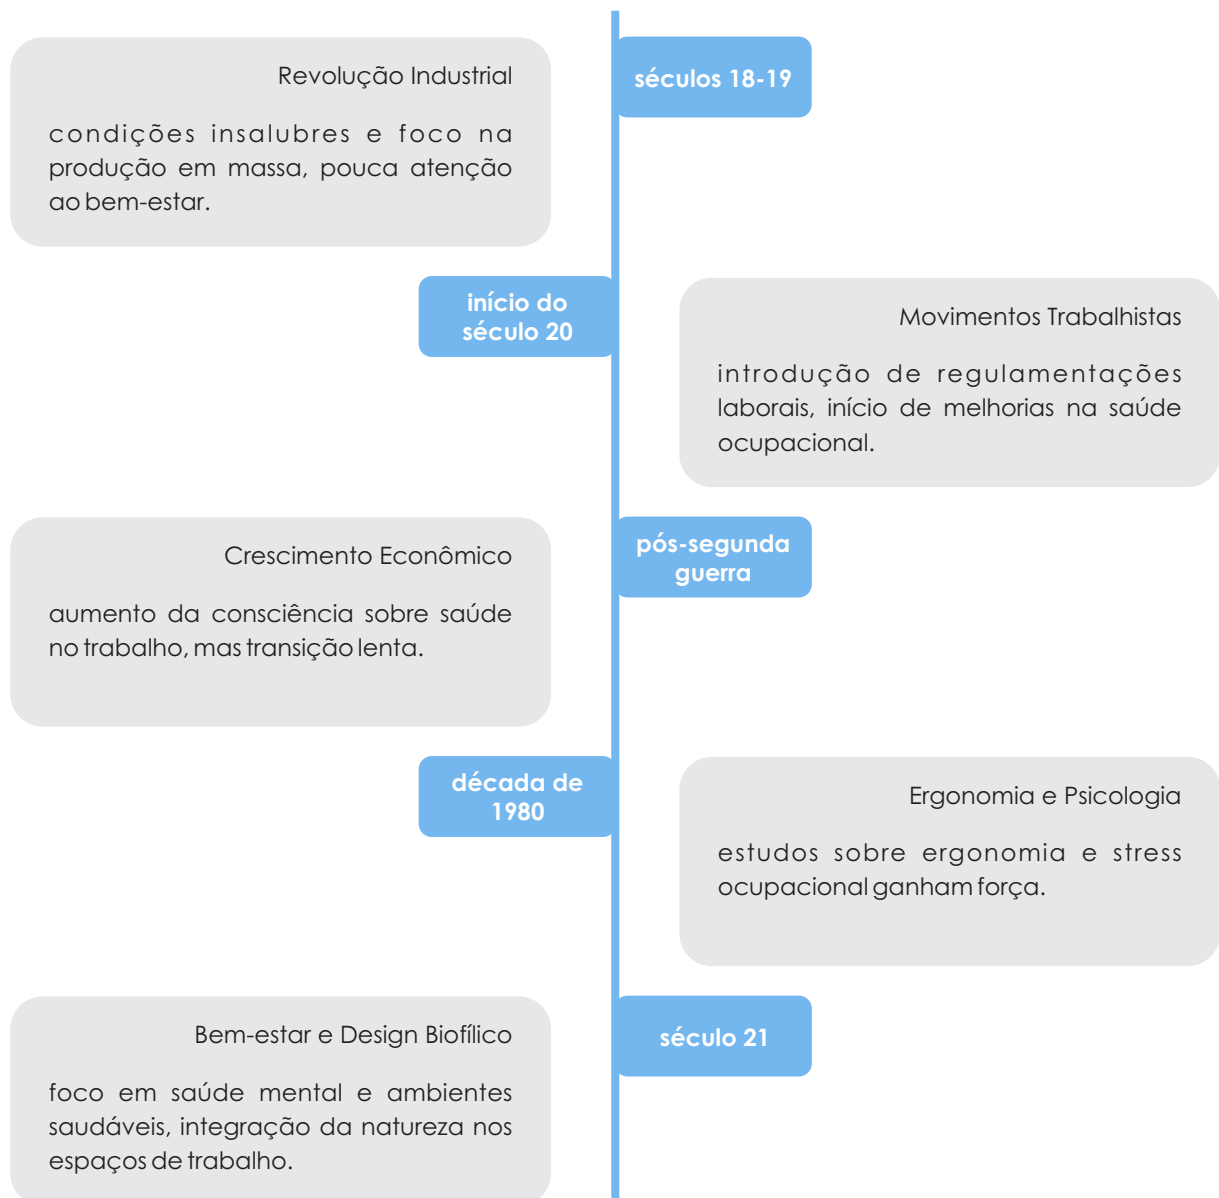 Revolução Industrial
séculos 18-19
condições insalubres e foco na
produção em massa, pouca atenção
ao bem-estar.
início do
século 20
Movimentos Trabalhistas
introdução de regulamentações
laborais, início de melhorias na saúde
ocupacional.
Crescimento Econômico
pós-segunda
guerra
aumento da consciência sobre saúde
no trabalho, mas transição lenta.
década de
1980
Ergonomia e Psicologia
estudos sobre ergonomia e stress
ocupacional ganham força.
Bem-estar e Design Biofílico
século 21
foco em saúde mental e ambientes
saudáveis, integração da natureza nos
espaços de trabalho.